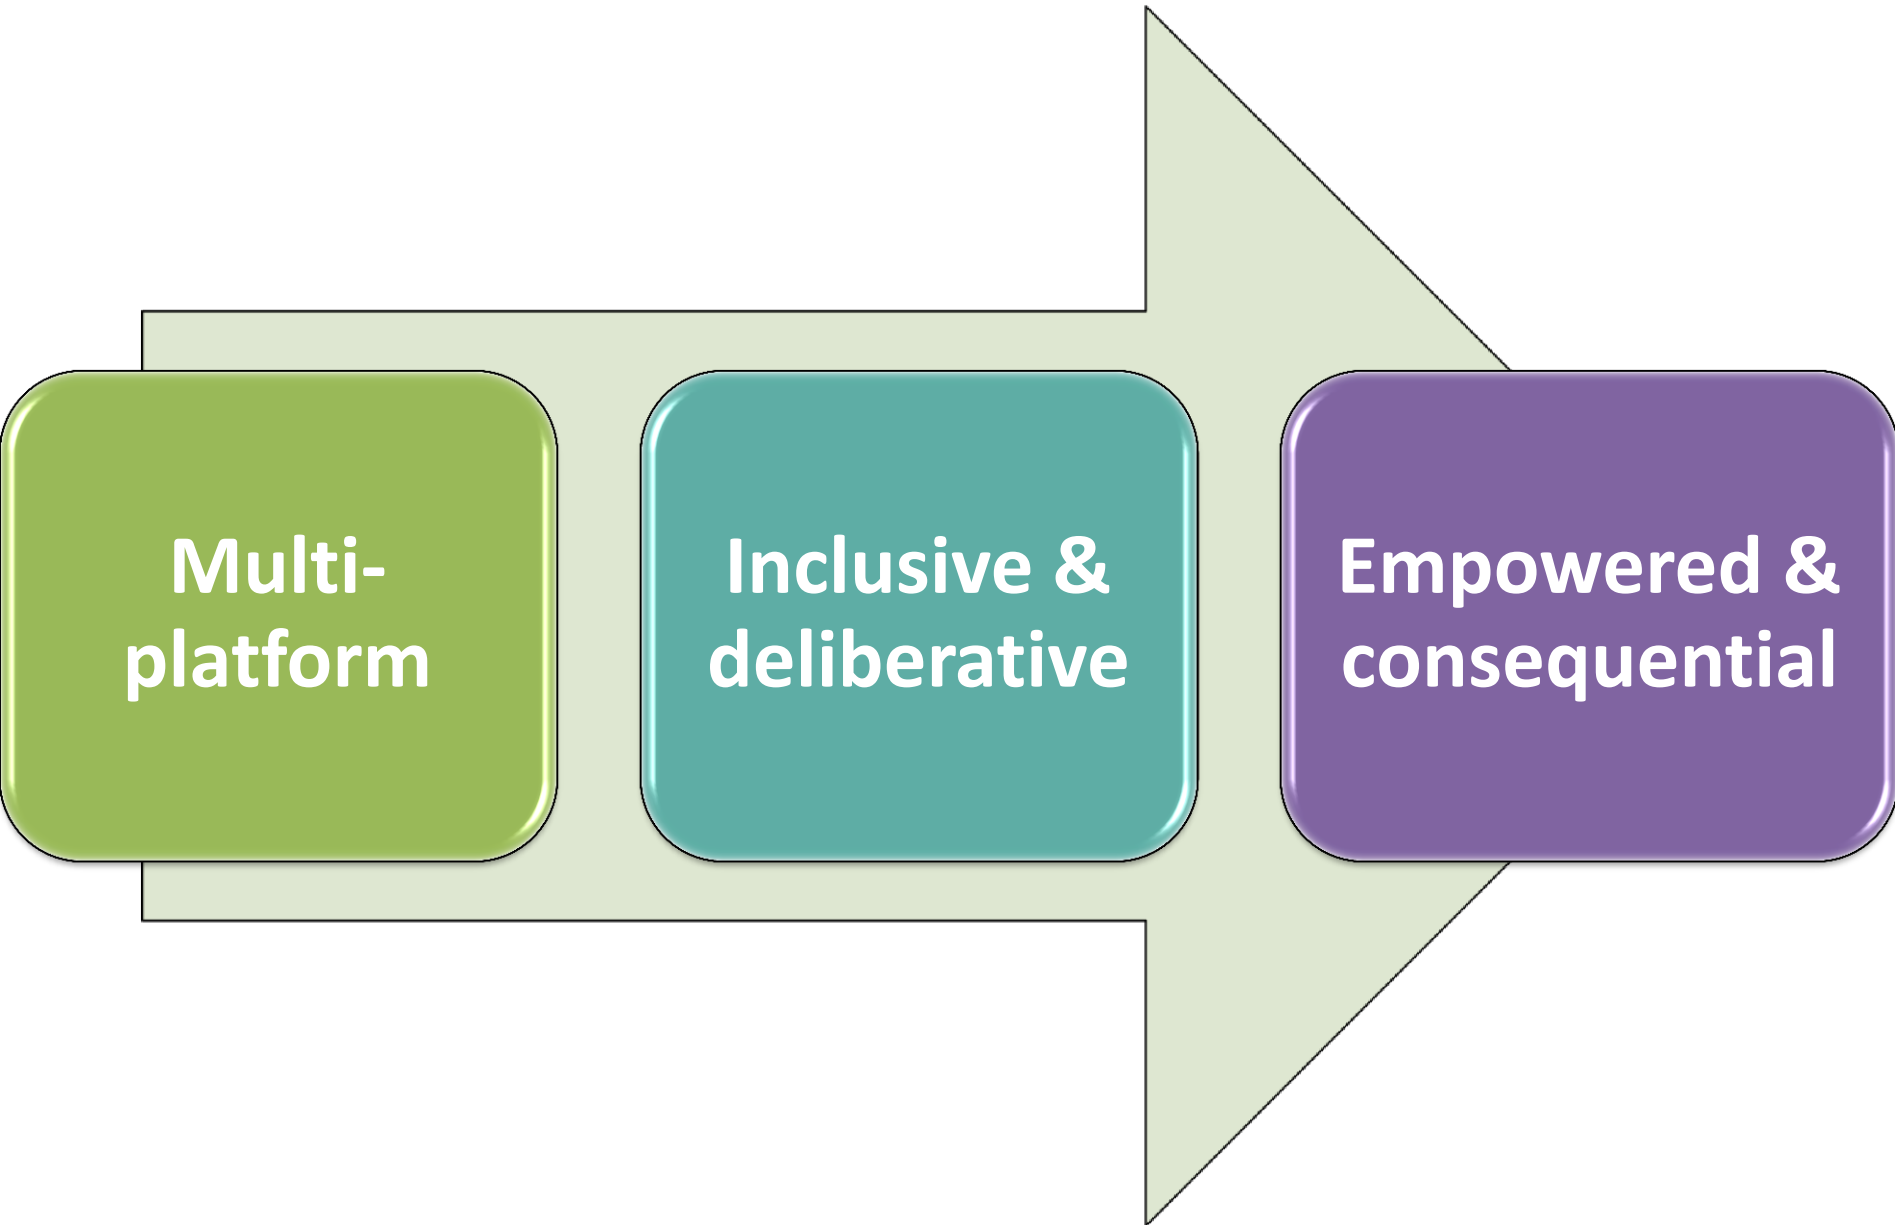 Multi-
platform
Inclusive &
deliberative
Empowered &
consequential